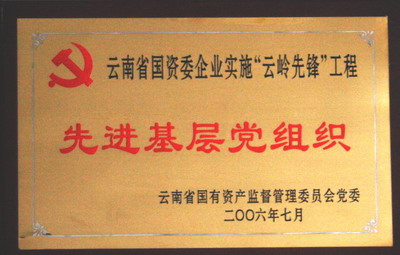 云南省国资委企业实施“云岭先锋”工程
先进基层党组织
云南省国有资产监督管理委员会党委
二〇〇六年七月